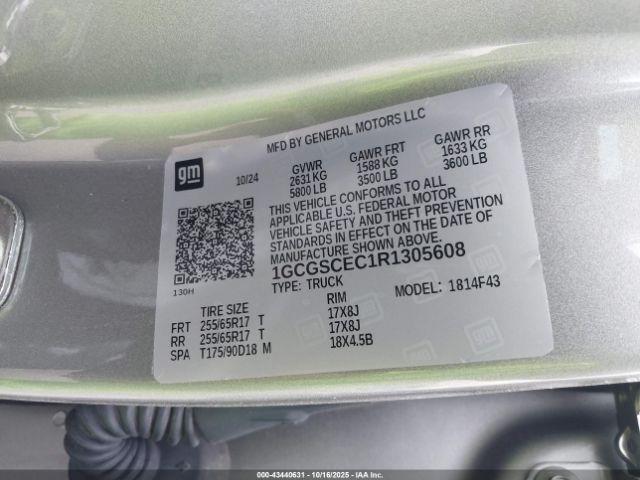 MFD BY GENERAL MOTORS LLC
gm
10/24
GVWR GAWR FRT GAWR RR
2631 KG 1588 KG 1633 KG
5800 LB 3500 LB 3600 LB
THIS VEHICLE CONFORMS TO ALL
APPLICABLE U.S. FEDERAL MOTOR
VEHICLE SAFETY AND THEFT PREVENTION
STANDARDS IN EFFECT ON THE DATE OF
MANUFACTURE SHOWN ABOVE.
1GCGSCEC1R1305608
130H
TYPE: TRUCK MODEL: 1814F43
TIRE SIZE RIM
FRT 255/65R17 T 17X8J
RR 255/65R17 T 17X8J
SPA T175/90D18 M 18X4.5B
000-43440631 - 10/16/2025 - IAA Inc.